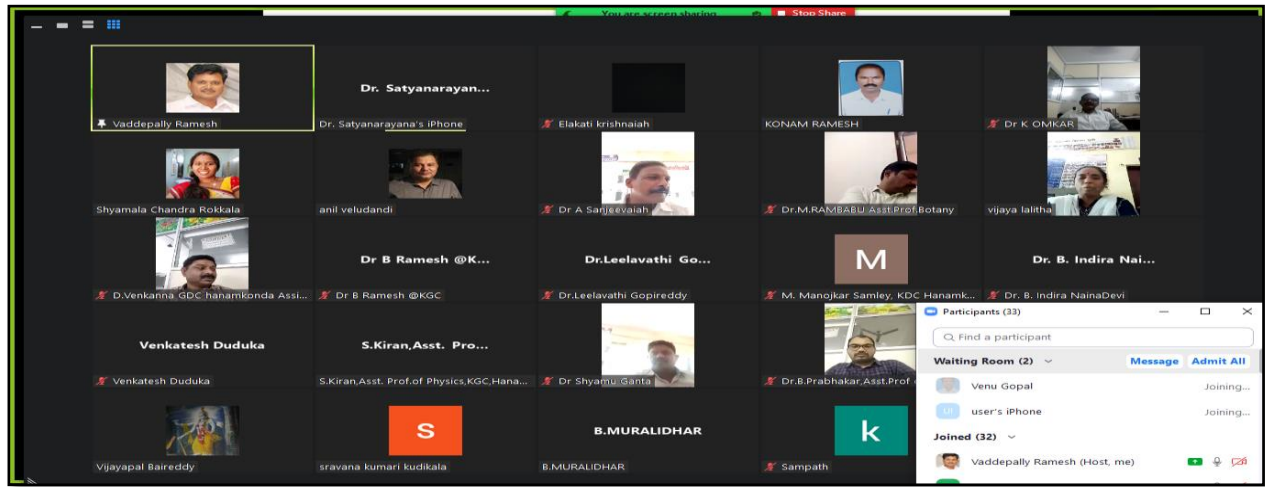 You are screen sharing
Stop Share
Vaddepally Ramesh
Dr. Satyanarayan...
Dr. Satyanarayana's iPhone
Elakati krishnaiah
KONAM RAMESH
Dr K OMKAR
Shyamala Chandra Rokkala
anil veludandi
Dr A Sanjeevaiah
Dr.M.RAMBABU Asst.Prof.Botany
vijaya lalitha
D.Venkanna GDC hanamkonda Assi...
Dr B Ramesh @K...
Dr B Ramesh @KGC
Dr.Leelavathi Go...
Dr.Leelavathi Gopireddy
M
M. Manojkar Samley, KDC Hanamk...
Dr. B. Indira Nai...
Dr. B. Indira NainaDevi
Venkatesh Duduka
Venkatesh Duduka
S.Kiran,Asst. Pro...
S.Kiran,Asst. Prof.of Physics,KGC,Hana...
Dr Shyamu Ganta
Dr.B.Prabhakar,Asst.Prof
Vijayapal Baireddy
S
sravana kumari kudikala
B.MURALIDHAR
B.MURALIDHAR
k
Sampath
Participants (33)
Find a participant
Waiting Room (2)
Message
Admit All
Venu Gopal
Joining...
UI
user's iPhone
Joining...
Joined (32)
Vaddepally Ramesh (Host, me)